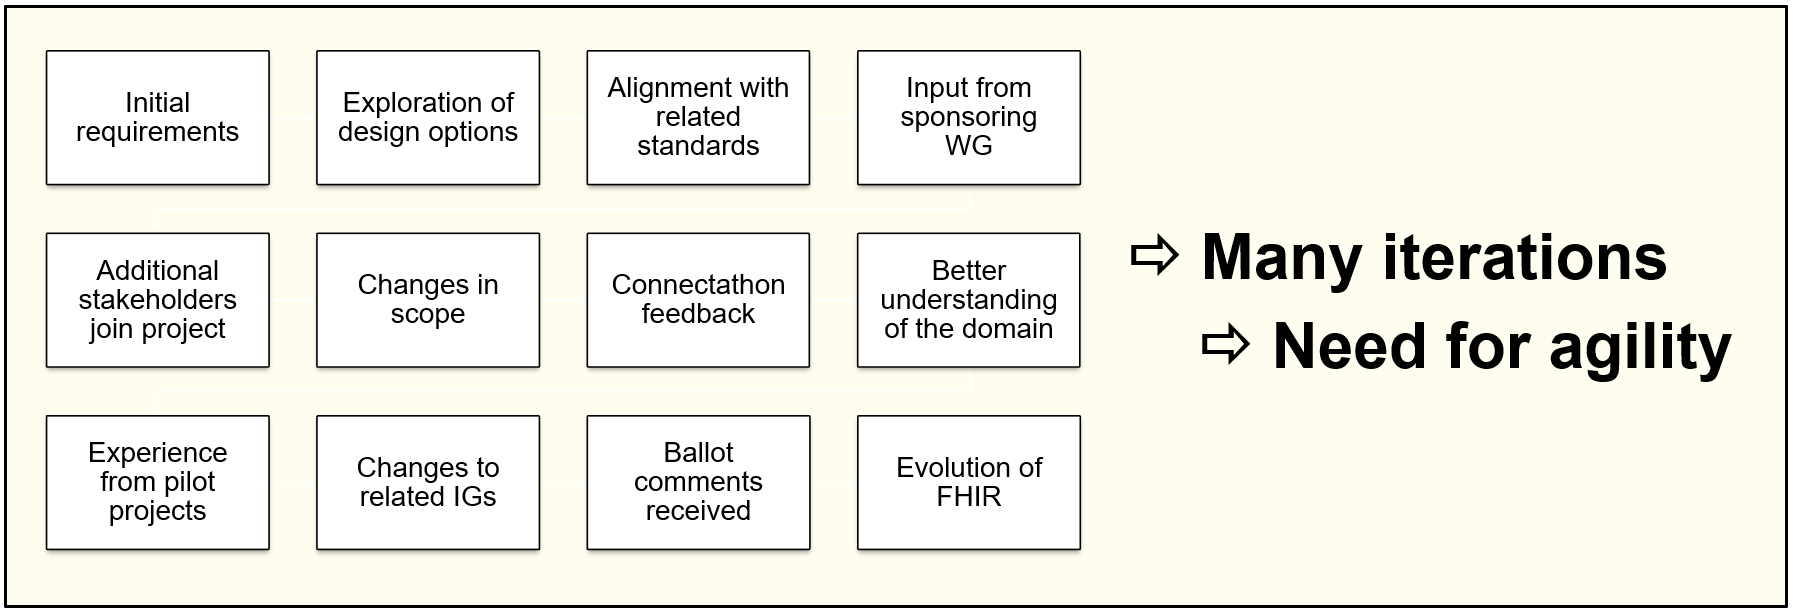 Initial
requirements
Exploration of
design options
Alignment with
related
standards
Input from
sponsoring
WG
Additional
stakeholders
join project
Changes in
scope
Connectathon
feedback
Better
understanding
of the domain
Experience
from pilot
projects
Changes to
related IGs
Ballot
comments
received
Evolution of
FHIR
⇨ Many iterations
⇨ Need for agility